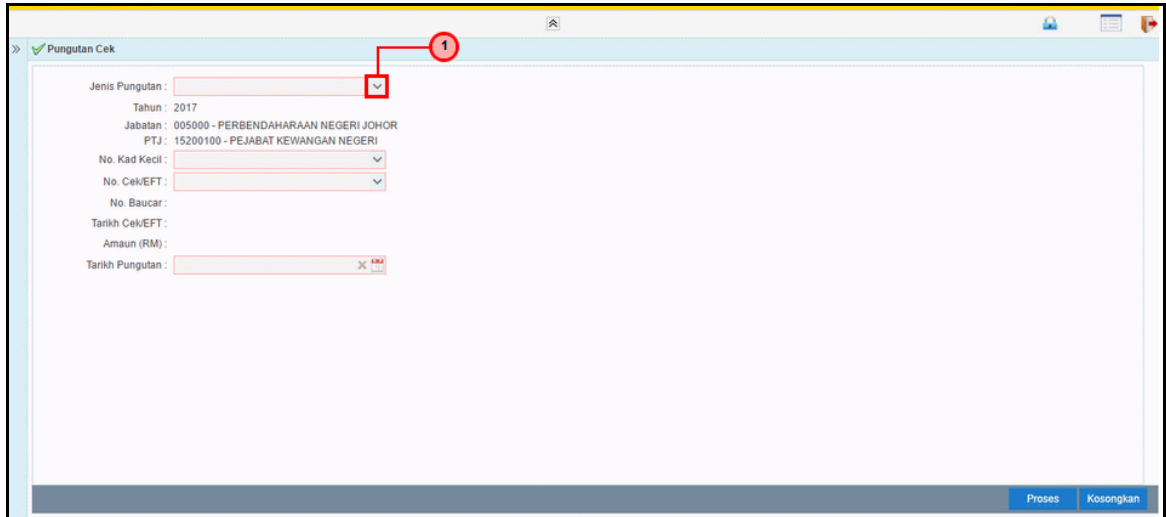 1
Pungutan Cek
Jenis Pungutan :
Tahun : 2017
Jabatan : 005000 - PERBENDAHARAAN NEGERI JOHOR
PTJ : 15200100 - PEJABAT KEWANGAN NEGERI
No. Kad Kecil :
No. Cek/EFT :
No. Baucar :
Tarikh Cek/EFT :
Amaun (RM) :
Tarikh Pungutan :
Proses Kosongkan